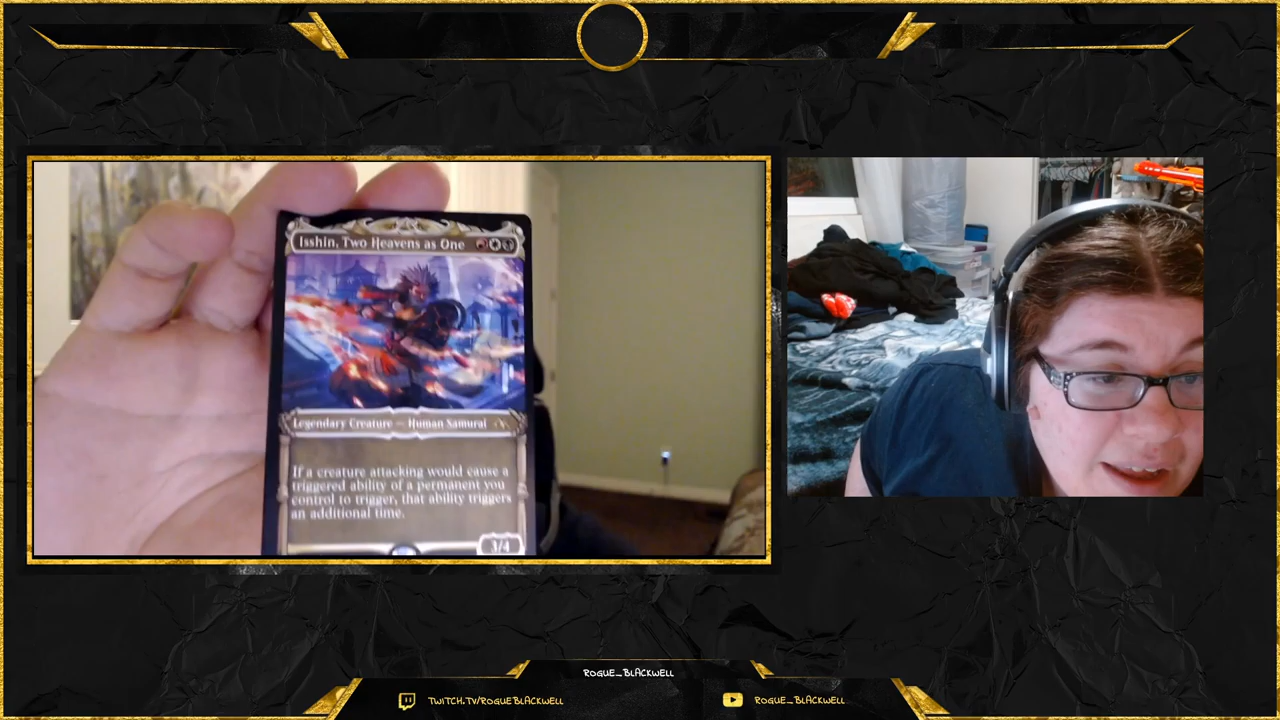 Isshin, Two Heavens as One
Legendary Creature — Human Samurai
If a creature attacking would cause a
triggered ability of a permanent you
control to trigger, that ability triggers
an additional time.
3/4
ROGUE_BLACKWELL
TWITCH.TV/ROGUEBLACKWELL
ROGUE_BLACKWELL